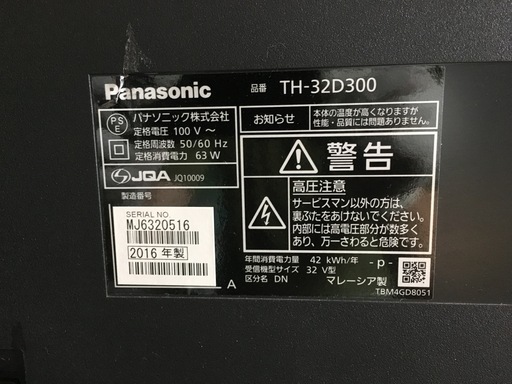 Panasonic
品番 TH-32D300
PS
E
パナソニック株式会社
定格電圧 100 V ～
定格周波数 50/60 Hz
定格消費電力 63 W
JQA JQ10009
製造番号
SERIAL NO.
MJ6320516
2016 年製
A
お知らせ
本体の温度が高くなりますが
性能・品質には問題ありません
警告
高圧注意
サービスマン以外の方は、
裏ぶたをあけないでください。
内部には高電圧部分が数多く
あり、万一さわると危険です。
年間消費電力量 42 kWh/年
受信機型サイズ 32 V型
区分名 DN
-p-
マレーシア製
TBM4GD8051